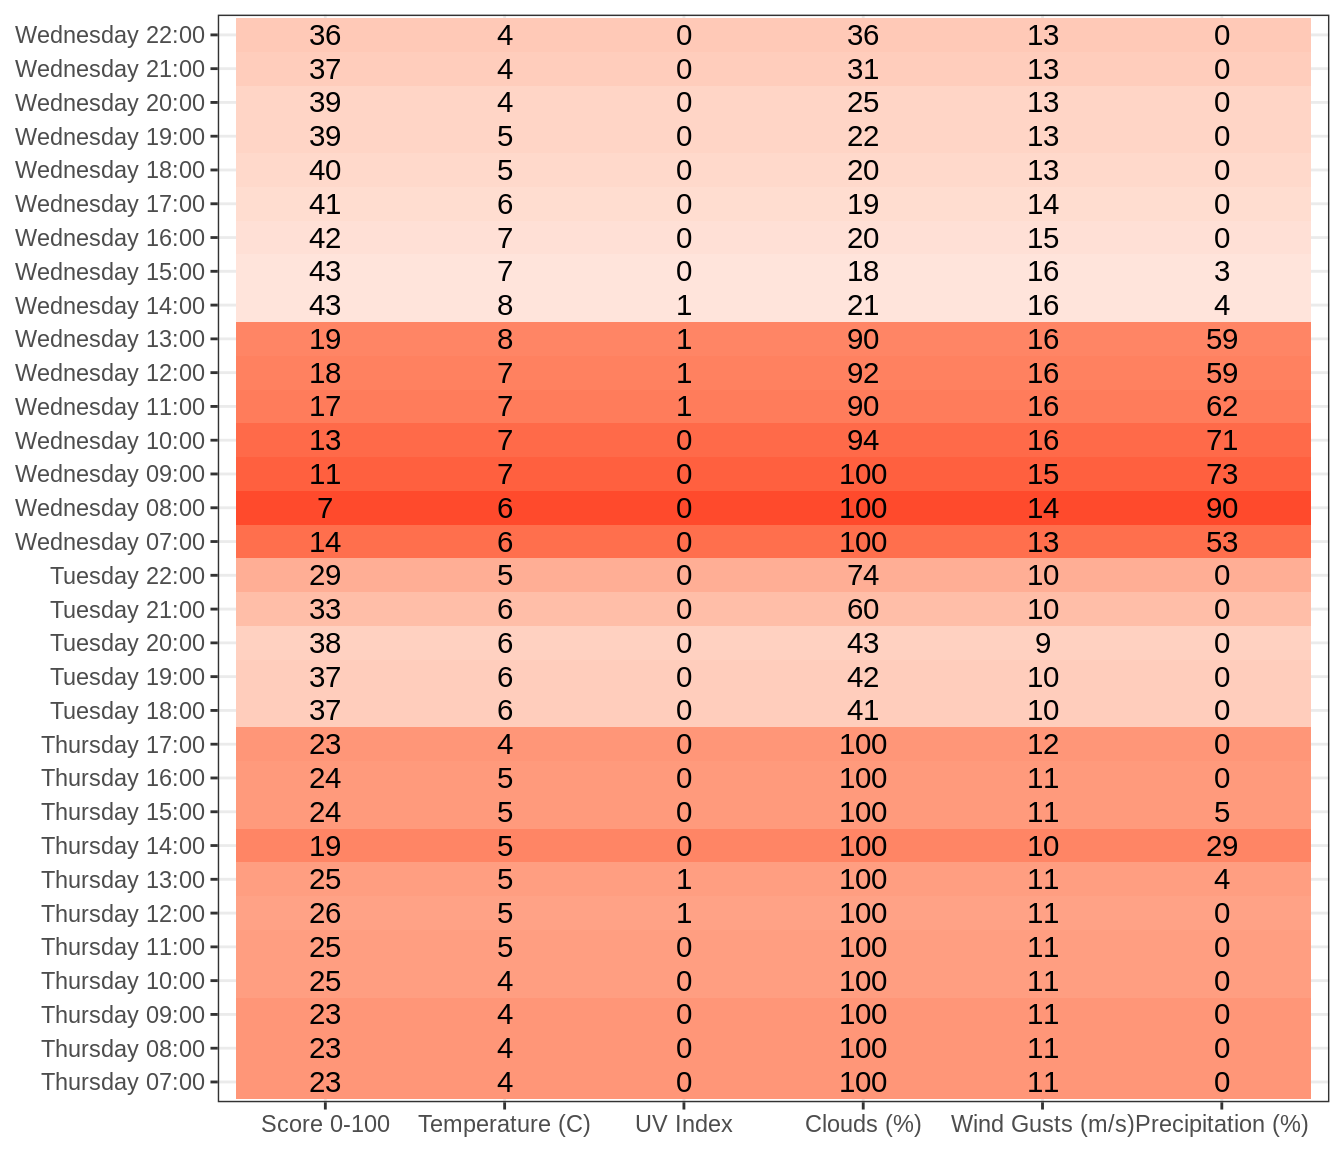 Wednesday 22:00 36 4 0 36 13 0
Wednesday 21:00 37 4 0 31 13 0
Wednesday 20:00 39 4 0 25 13 0
Wednesday 19:00 39 5 0 22 13 0
Wednesday 18:00 40 5 0 20 13 0
Wednesday 17:00 41 6 0 19 14 0
Wednesday 16:00 42 7 0 20 15 0
Wednesday 15:00 43 7 0 18 16 3
Wednesday 14:00 43 8 1 21 16 4
Wednesday 13:00 19 8 1 90 16 59
Wednesday 12:00 18 7 1 92 16 59
Wednesday 11:00 17 7 1 90 16 62
Wednesday 10:00 13 7 0 94 16 71
Wednesday 09:00 11 7 0 100 15 73
Wednesday 08:00 7 6 0 100 14 90
Wednesday 07:00 14 6 0 100 13 53
Tuesday 22:00 29 5 0 74 10 0
Tuesday 21:00 33 6 0 60 10 0
Tuesday 20:00 38 6 0 43 9 0
Tuesday 19:00 37 6 0 42 10 0
Tuesday 18:00 37 6 0 41 10 0
Thursday 17:00 23 4 0 100 12 0
Thursday 16:00 24 5 0 100 11 0
Thursday 15:00 24 5 0 100 11 5
Thursday 14:00 19 5 0 100 10 29
Thursday 13:00 25 5 1 100 11 4
Thursday 12:00 26 5 1 100 11 0
Thursday 11:00 25 5 0 100 11 0
Thursday 10:00 25 4 0 100 11 0
Thursday 09:00 23 4 0 100 11 0
Thursday 08:00 23 4 0 100 11 0
Thursday 07:00 23 4 0 100 11 0
Score 0-100 Temperature (C) UV Index Clouds (%) Wind Gusts (m/s) Precipitation (%)